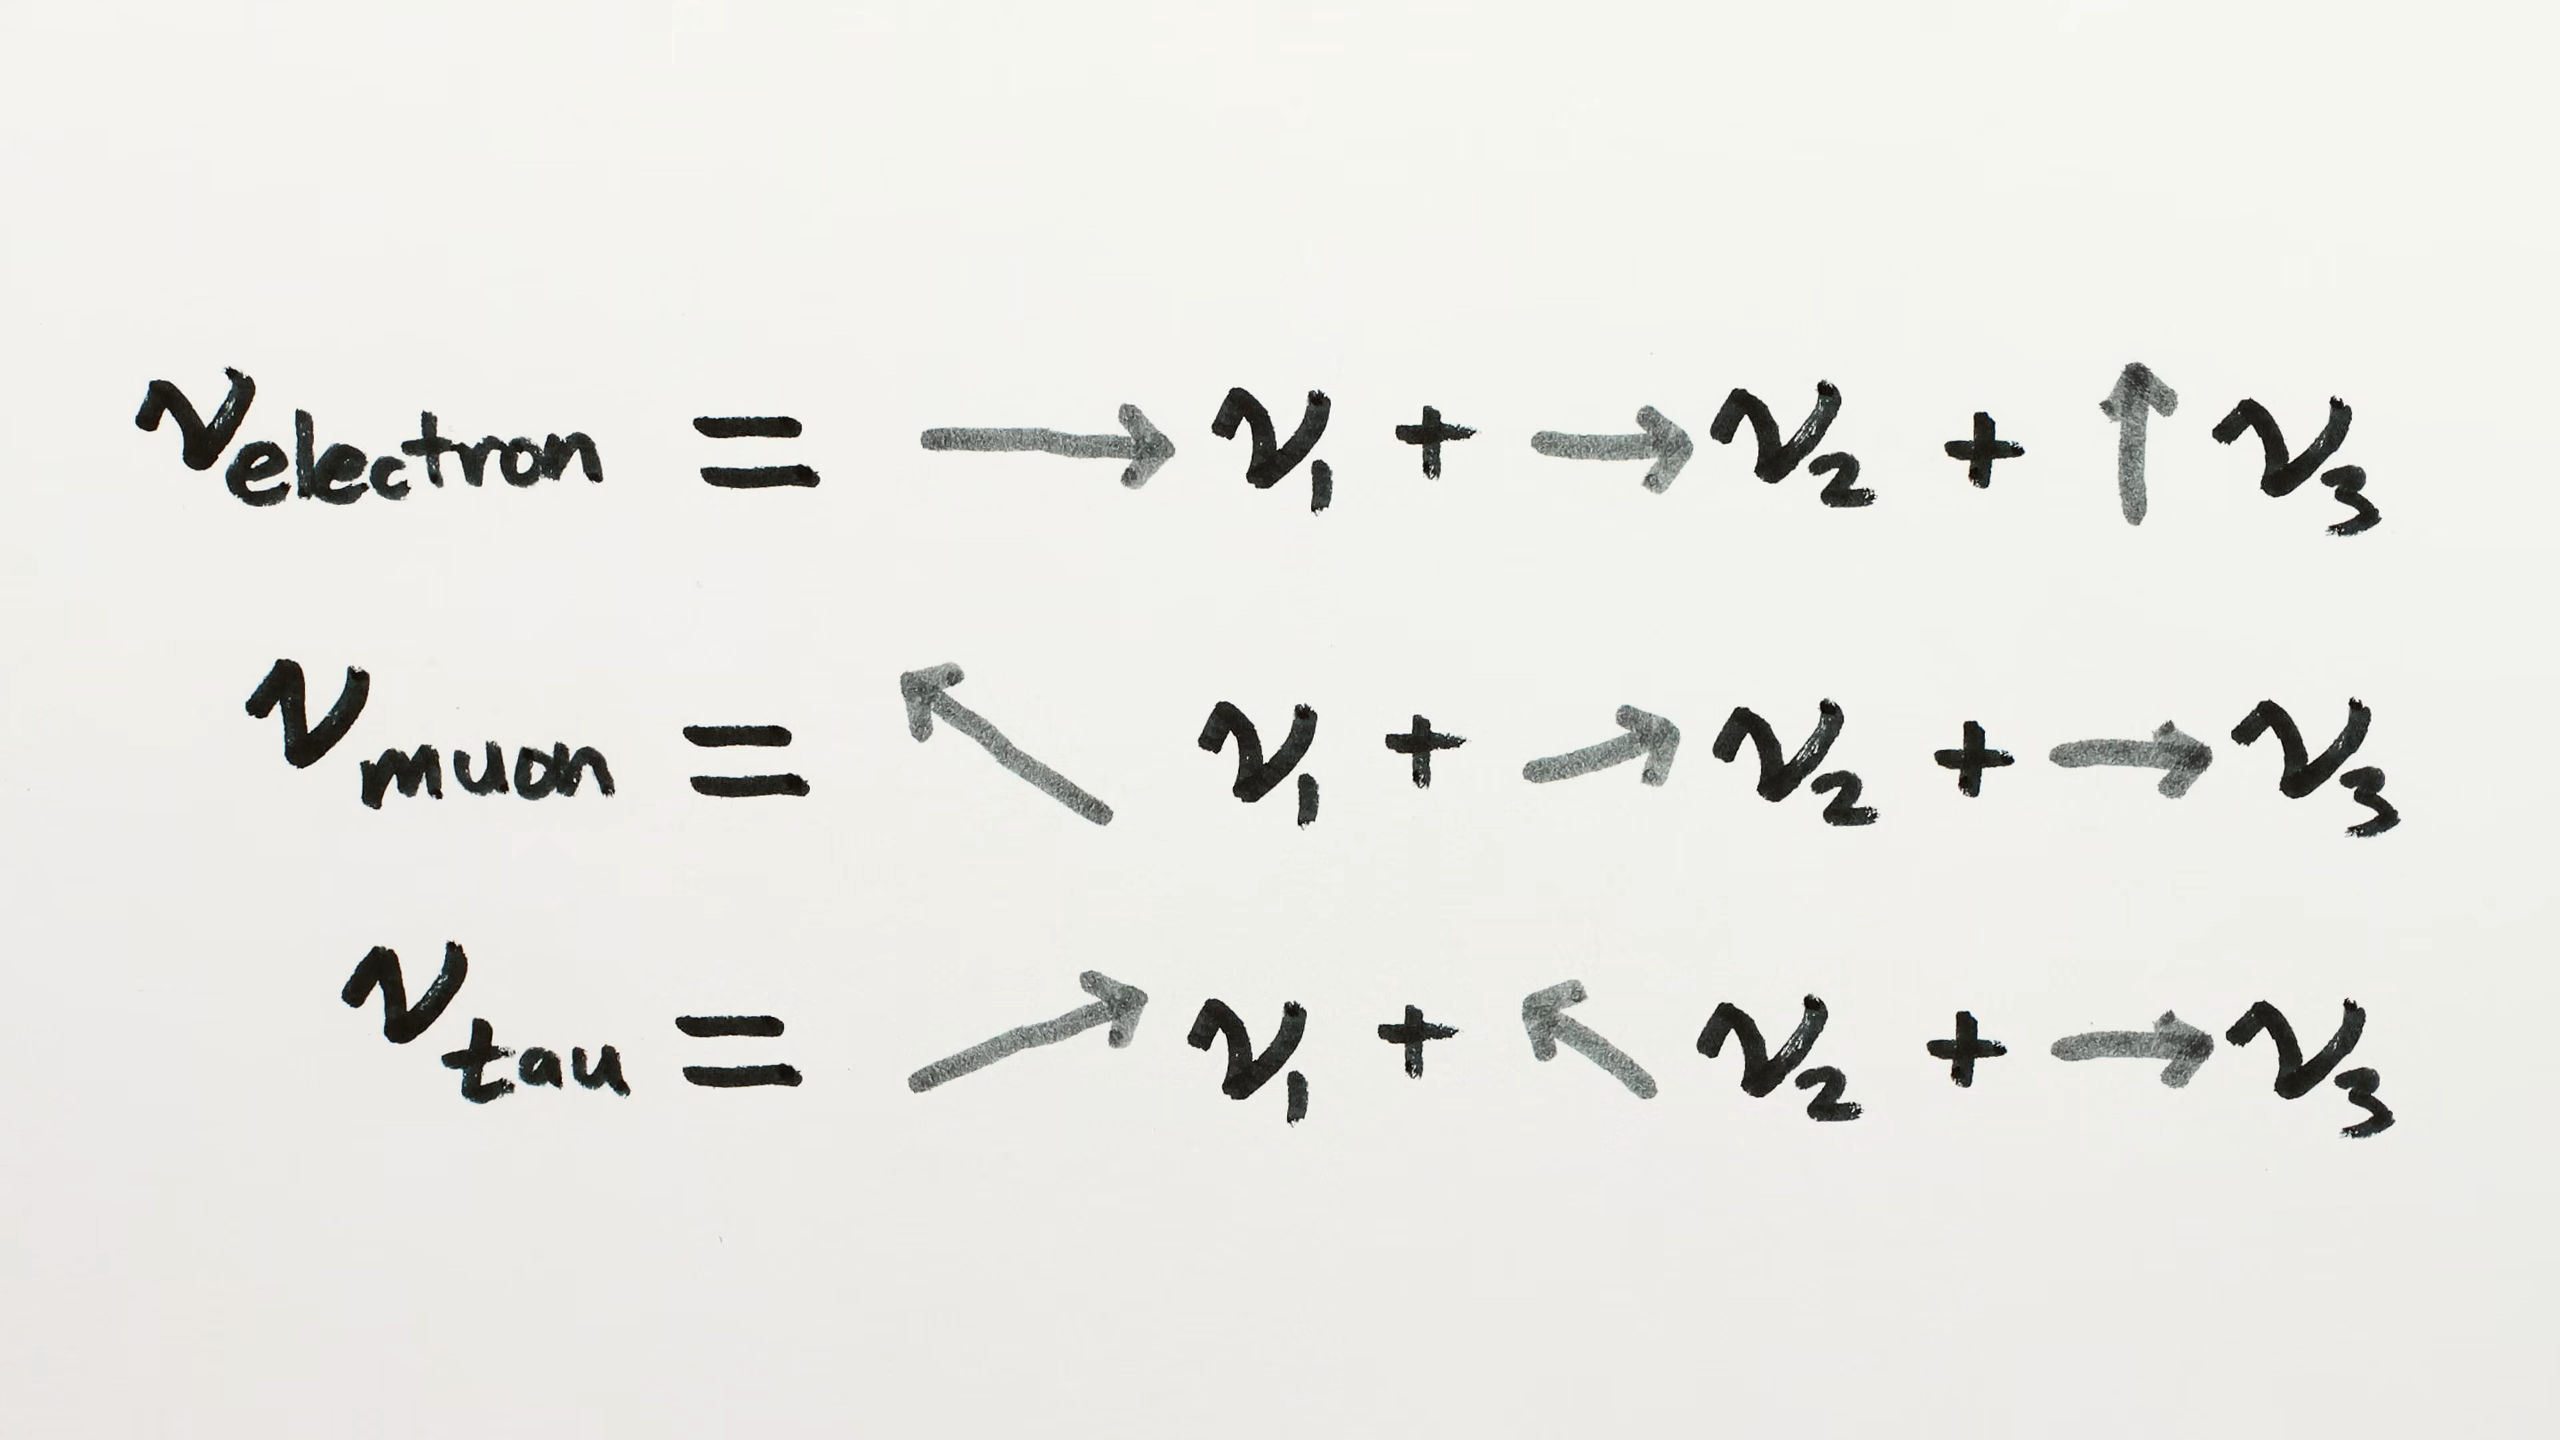 ν electron = → ν₁ + → ν₂ + ↑ ν₃
ν muon = ↖ ν₁ + ↗ ν₂ + → ν₃
ν tau = ↗ ν₁ + ↖ ν₂ + → ν₃